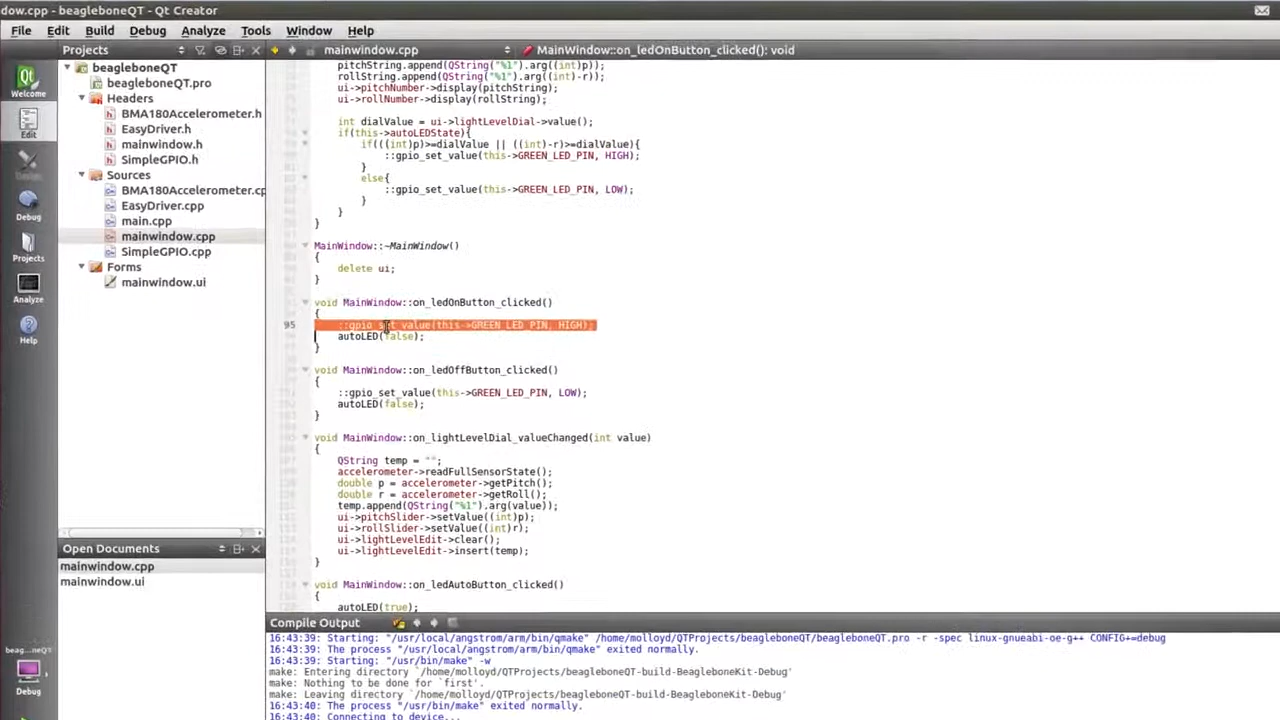 dow.cpp - beagleboneQT - Qt Creator
File Edit Build Debug Analyze Tools Window Help
Projects
mainwindow.cpp
MainWindow::on_ledOnButton_clicked(): void
Welcome
Edit
Debug
Projects
Analyze
Help
beag...neQT
Debug
beagleboneQT
beagleboneQT.pro
Headers
BMA180Accelerometer.h
EasyDriver.h
mainwindow.h
SimpleGPIO.h
Sources
BMA180Accelerometer.cp
EasyDriver.cpp
main.cpp
mainwindow.cpp
SimpleGPIO.cpp
Forms
mainwindow.ui
Open Documents
mainwindow.cpp
mainwindow.ui
pitchString.append(QString("%1").arg((int)p));
rollString.append(QString("%1").arg((int)-r));
ui->pitchNumber->display(pitchString);
ui->rollNumber->display(rollString);
int dialValue = ui->lightLevelDial->value();
if(this->autoLEDState){
if(((int)p)>=dialValue || ((int)-r)>=dialValue){
::gpio_set_value(this->GREEN_LED_PIN, HIGH);
}
else{
::gpio_set_value(this->GREEN_LED_PIN, LOW);
}
}
}
MainWindow::~MainWindow()
{
delete ui;
}
void MainWindow::on_ledOnButton_clicked()
{
95 ::gpio_set_value(this->GREEN_LED_PIN, HIGH);
autoLED(false);
}
void MainWindow::on_ledOffButton_clicked()
{
::gpio_set_value(this->GREEN_LED_PIN, LOW);
autoLED(false);
}
void MainWindow::on_lightLevelDial_valueChanged(int value)
{
QString temp = "";
accelerometer->readFullSensorState();
double p = accelerometer->getPitch();
double r = accelerometer->getRoll();
temp.append(QString("%1").arg(value));
ui->pitchSlider->setValue((int)p);
ui->rollSlider->setValue((int)r);
ui->lightLevelEdit->clear();
ui->lightLevelEdit->insert(temp);
}
void MainWindow::on_ledAutoButton_clicked()
{
autoLED(true);
Compile Output
16:43:39: Starting: "/usr/local/angstrom/arm/bin/qmake" /home/molloyd/QTProjects/beagleboneQT/beagleboneQT.pro -r -spec linux-gnueabi-oe-g++ CONFIG+=debug
16:43:39: The process "/usr/local/angstrom/arm/bin/qmake" exited normally.
16:43:39: Starting: "/usr/bin/make" -w
make: Entering directory `/home/molloyd/QTProjects/beagleboneQT-build-BeagleboneKit-Debug'
make: Nothing to be done for `first'.
make: Leaving directory `/home/molloyd/QTProjects/beagleboneQT-build-BeagleboneKit-Debug'
16:43:40: The process "/usr/bin/make" exited normally.
16:43:40: Connecting to device...